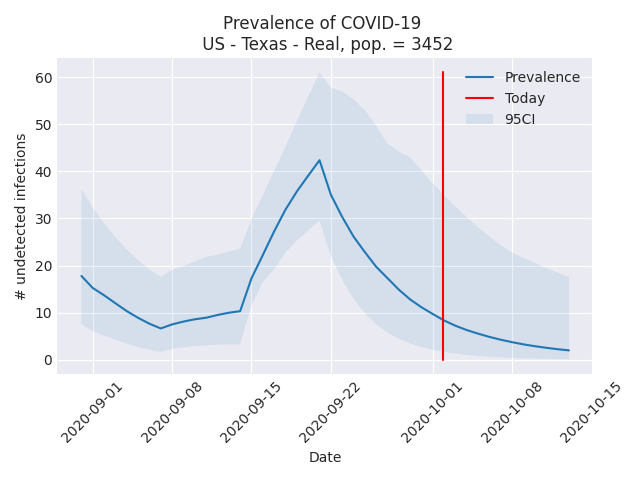 Prevalence of COVID-19
US - Texas - Real, pop. = 3452
Prevalence
Today
95CI
# undetected infections
60
50
40
30
20
10
0
2020-09-01
2020-09-08
2020-09-15
2020-09-22
2020-10-01
2020-10-08
2020-10-15
Date